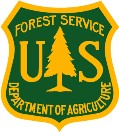 FOREST SERVICE
U S
DEPARTMENT OF AGRICULTURE